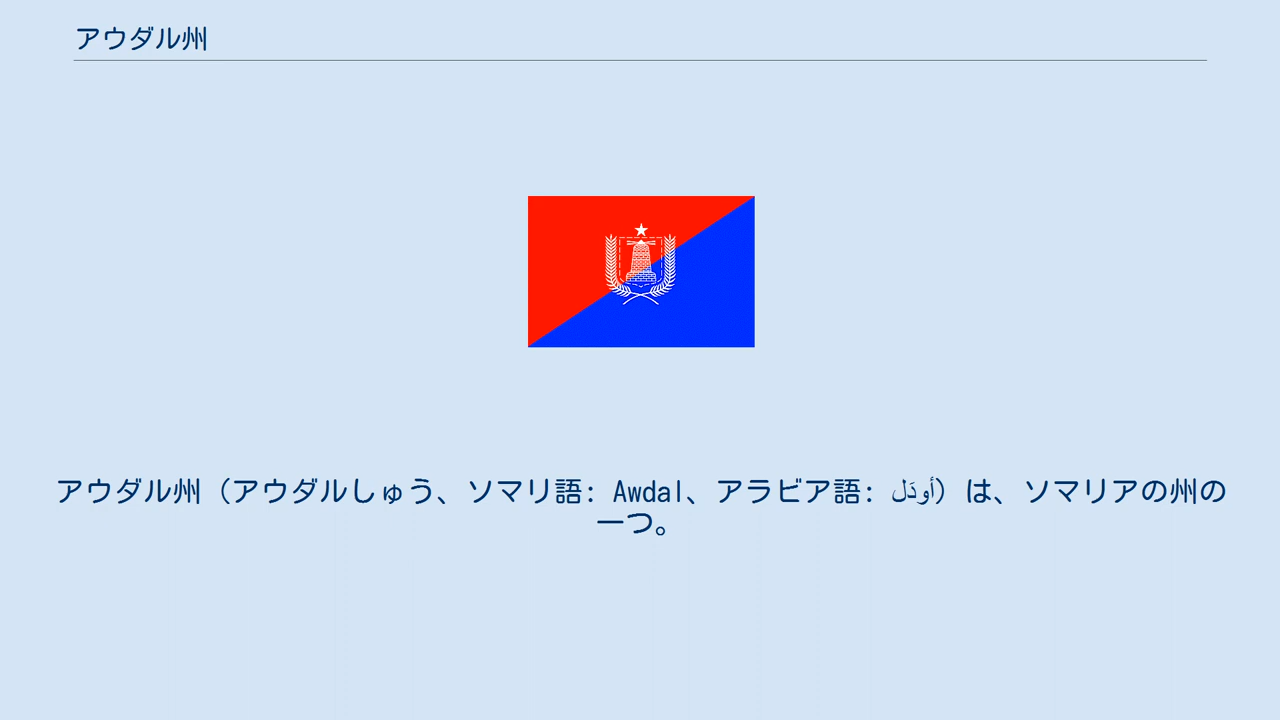 アウダル州
アウダル州（アウダルしゅう、ソマリ語: Awdal、アラビア語: أودَل）は、ソマリアの州の
一つ。